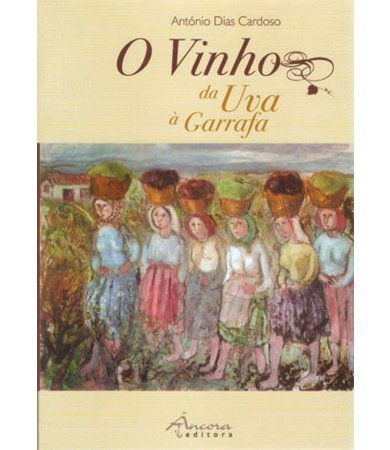 António Dias Cardoso
O Vinho
da Uva
à Garrafa
Âncora
editora